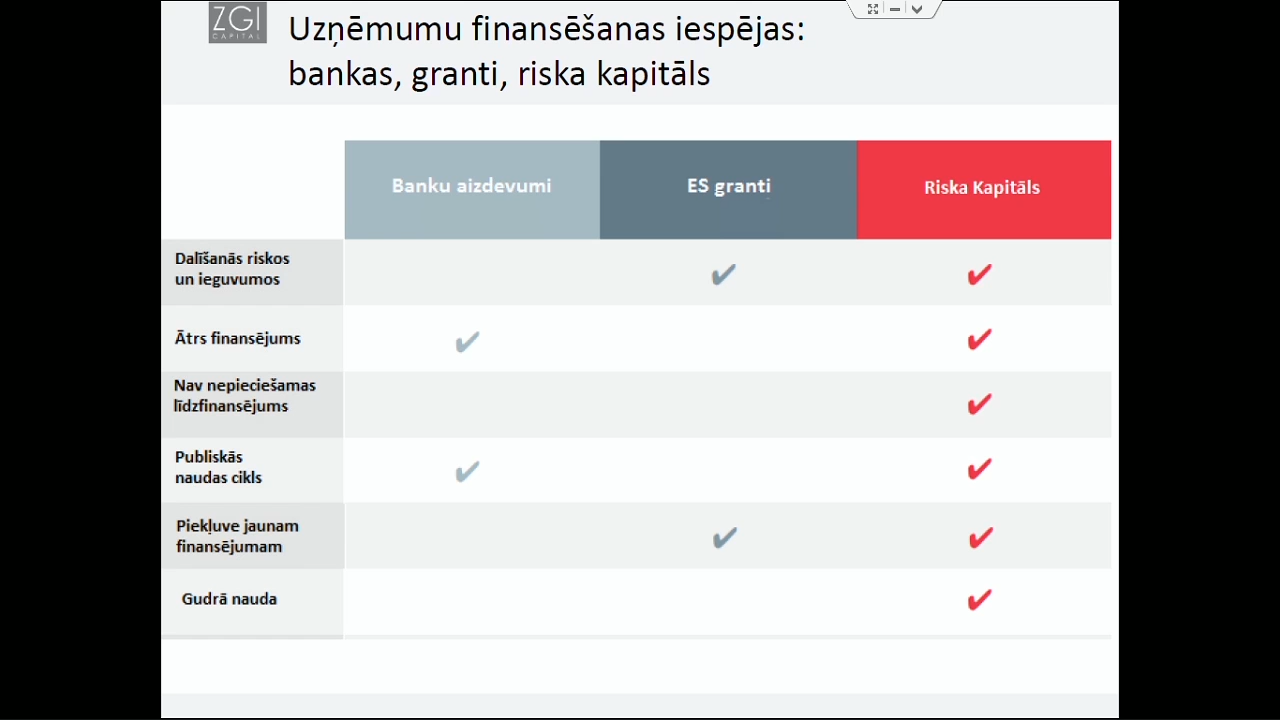 ZGI
CAPITAL
Uzņēmumu finansēšanas iespējas:
bankas, granti, riska kapitāls
Banku aizdevumi
ES granti
Riska Kapitāls
Dalīšanās riskos
un ieguvumos
Ātrs finansējums
Nav nepieciešamas
līdzfinansējums
Publiskās
naudas cikls
Piekļuve jaunam
finansējumam
Gudrā nauda